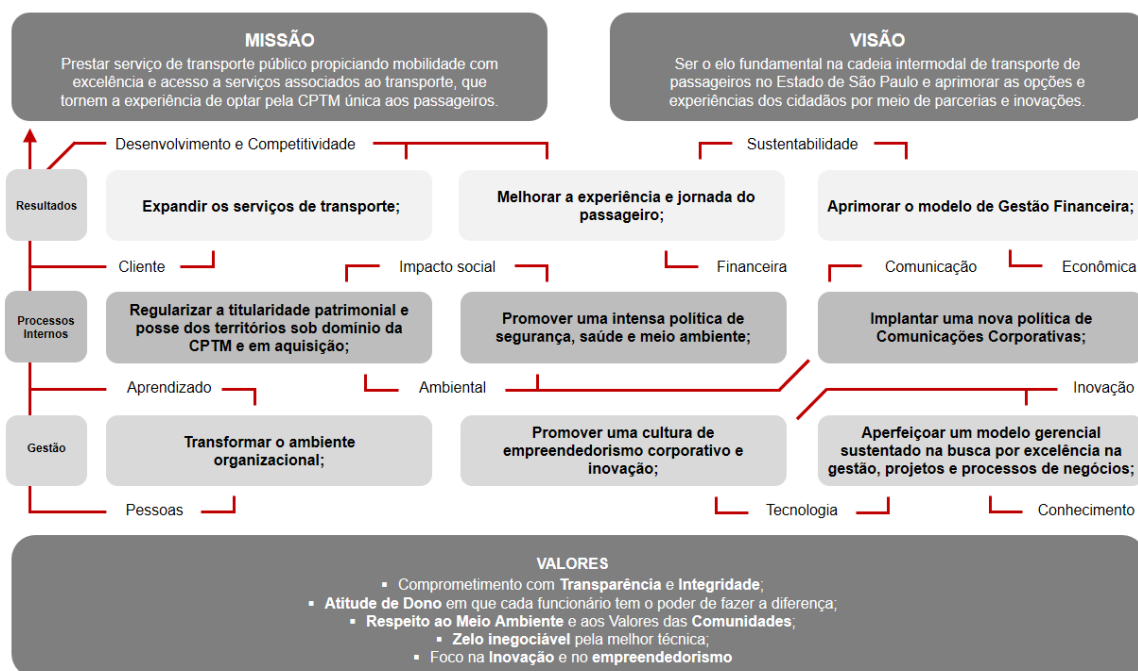 MISSÃO
Prestar serviço de transporte público propiciando mobilidade com
excelência e acesso a serviços associados ao transporte, que
tornem a experiência de optar pela CPTM única aos passageiros.
VISÃO
Ser o elo fundamental na cadeia intermodal de transporte de
passageiros no Estado de São Paulo e aprimorar as opções e
experiências dos cidadãos por meio de parcerias e inovações.
Desenvolvimento e Competitividade
Sustentabilidade
Resultados
Expandir os serviços de transporte;
Melhorar a experiência e jornada do
passageiro;
Aprimorar o modelo de Gestão Financeira;
Cliente
Impacto social
Financeira
Comunicação
Econômica
Processos
Internos
Regularizar a titularidade patrimonial e
posse dos territórios sob domínio da
CPTM e em aquisição;
Promover uma intensa política de
segurança, saúde e meio ambiente;
Implantar uma nova política de
Comunicações Corporativas;
Aprendizado
Ambiental
Inovação
Gestão
Transformar o ambiente
organizacional;
Promover uma cultura de
empreendedorismo corporativo e
inovação;
Aperfeiçoar um modelo gerencial
sustentado na busca por excelência na
gestão, projetos e processos de negócios;
Pessoas
Tecnologia
Conhecimento
VALORES
▪ Comprometimento com Transparência e Integridade;
▪ Atitude de Dono em que cada funcionário tem o poder de fazer a diferença;
▪ Respeito ao Meio Ambiente e aos Valores das Comunidades;
▪ Zelo inegociável pela melhor técnica;
▪ Foco na Inovação e no empreendedorismo